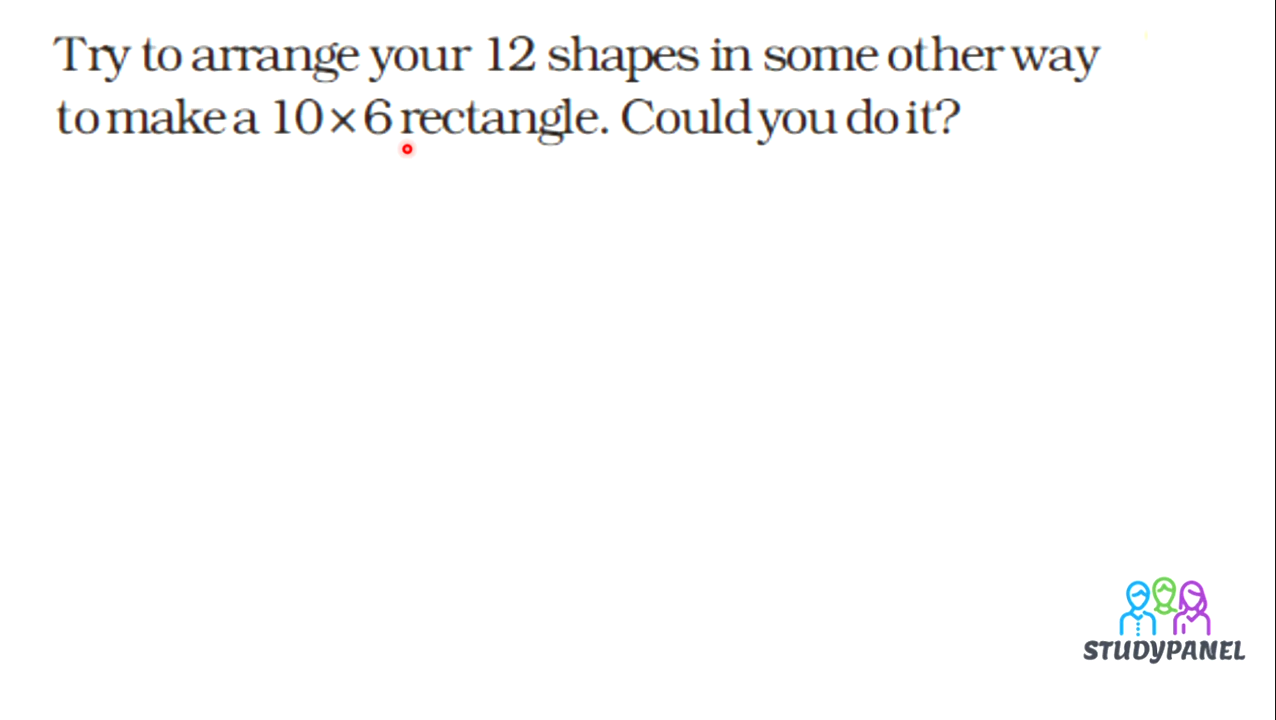 Try to arrange your 12 shapes in some other way
to make a 10×6 rectangle. Could you do it?
STUDYPANEL